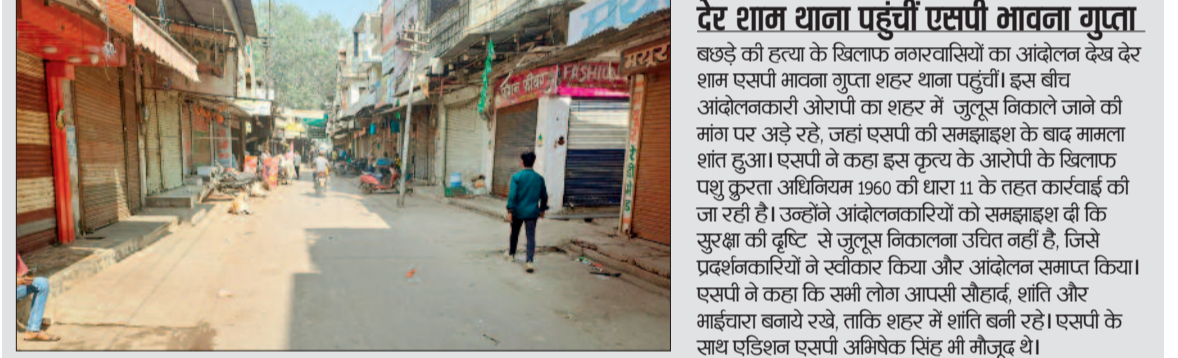 मयूर
फैशन
FASHION
देर शाम थाना पहुंचीं एसपी भावना गुप्ता
बछड़े की हत्या के खिलाफ नगरवासियों का आंदोलन देख देर
शाम एसपी भावना गुप्ता शहर थाना पहुंचीं। इस बीच
आंदोलनकारी ओरापी का शहर में जुलूस निकाले जाने की
मांग पर अड़े रहे, जहां एसपी की समझाइश के बाद मामला
शांत हुआ। एसपी ने कहा इस कृत्य के आरोपी के खिलाफ
पशु क्रुरता अधिनियम 1960 की धारा 11 के तहत कार्रवाई की
जा रही है। उन्होंने आंदोलनकारियों को समझाइश दी कि
सुरक्षा की दृष्टि से जुलूस निकालना उचित नहीं है, जिसे
प्रदर्शनकारियों ने स्वीकार किया और आंदोलन समाप्त किया।
एसपी ने कहा कि सभी लोग आपसी सौहार्द, शांति और
भाईचारा बनाये रखे, ताकि शहर में शांति बनी रहे। एसपी के
साथ एडिशन एसपी अभिषेक सिंह भी मौजूद थे।